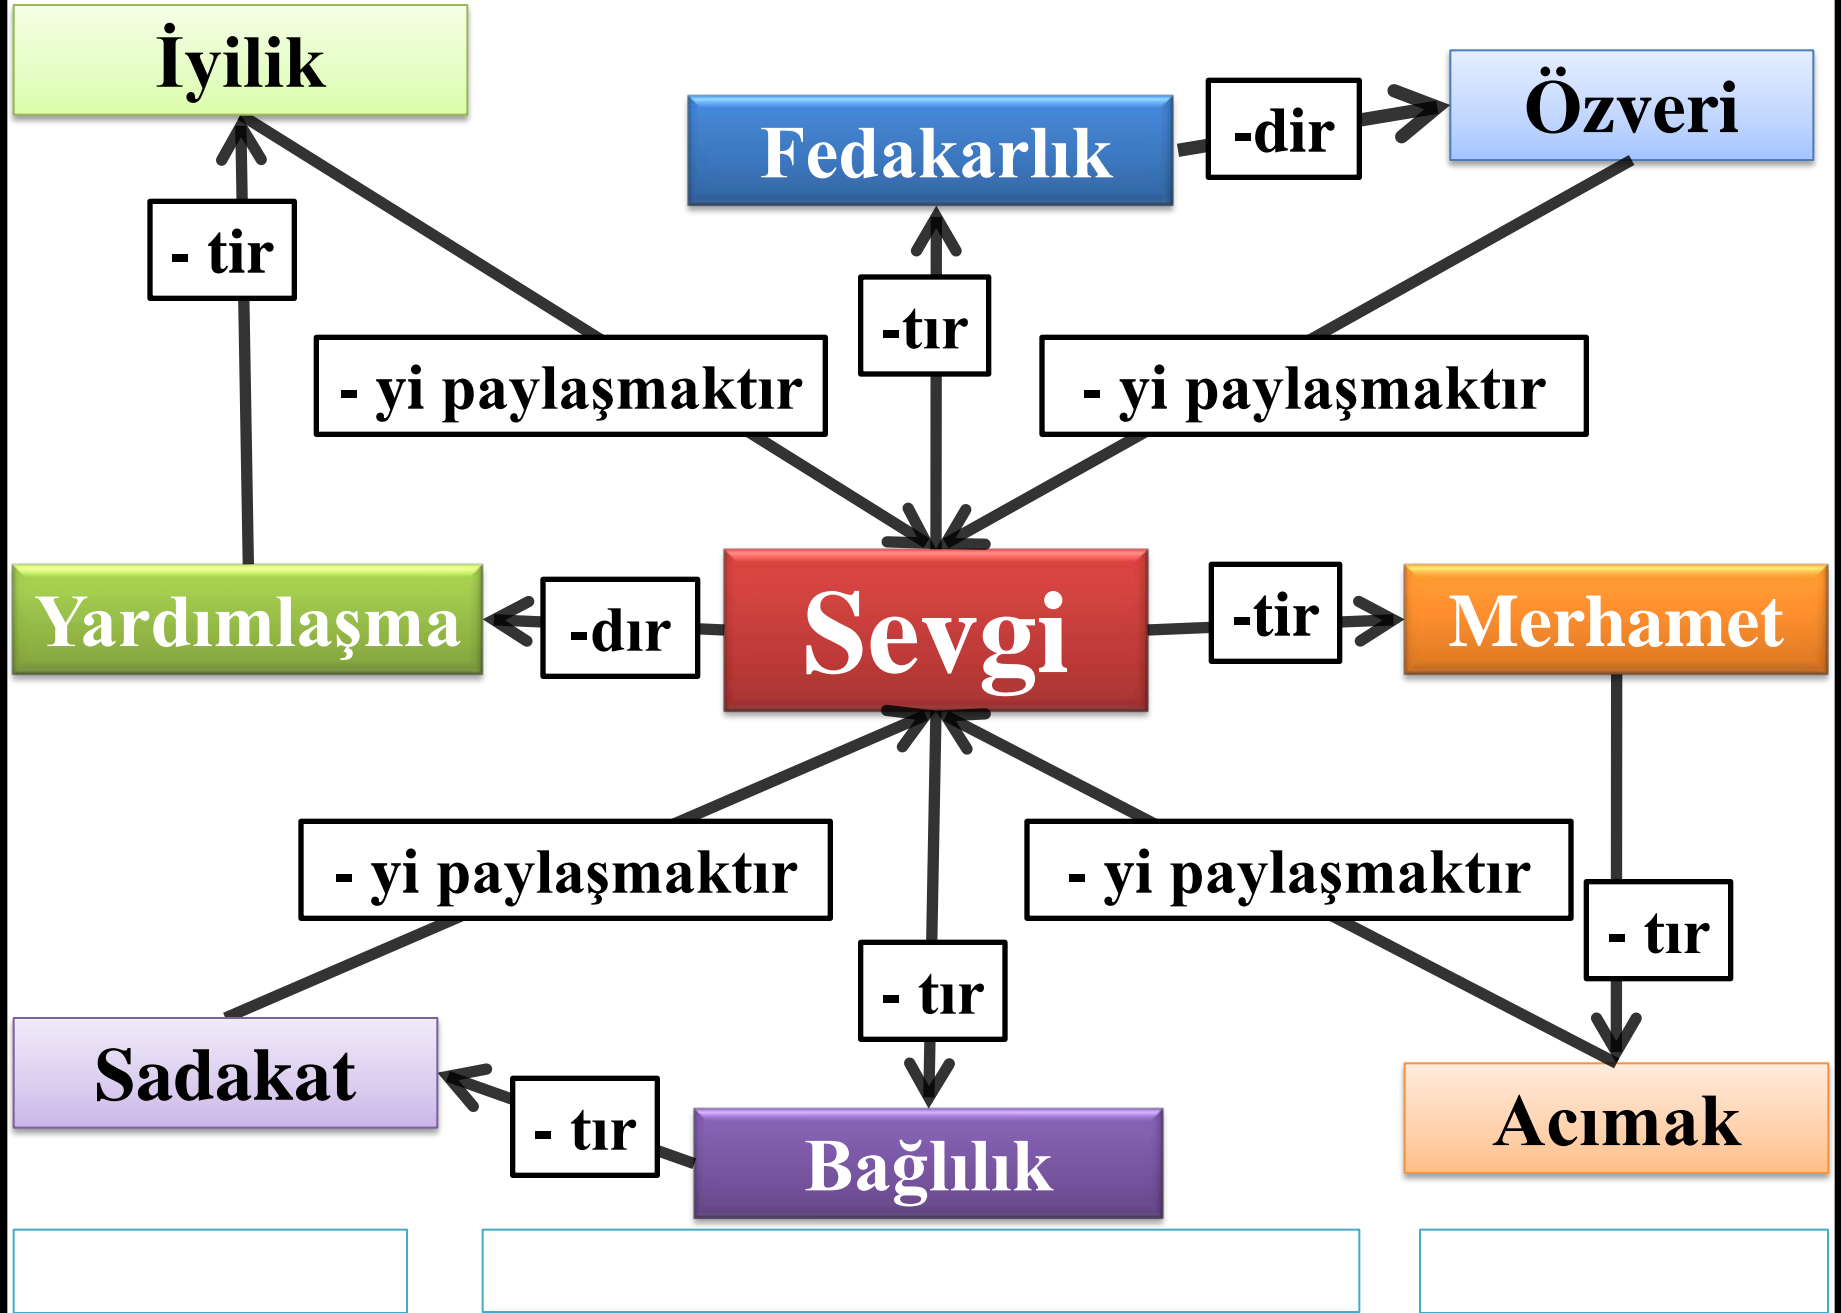 İyilik
Fedakarlık
-dir
Özveri
- tir
-tır
- yi paylaşmaktır
- yi paylaşmaktır
Yardımlaşma
-dır
Sevgi
-tir
Merhamet
- yi paylaşmaktır
- yi paylaşmaktır
- tır
- tır
Sadakat
- tır
Bağlılık
Acımak